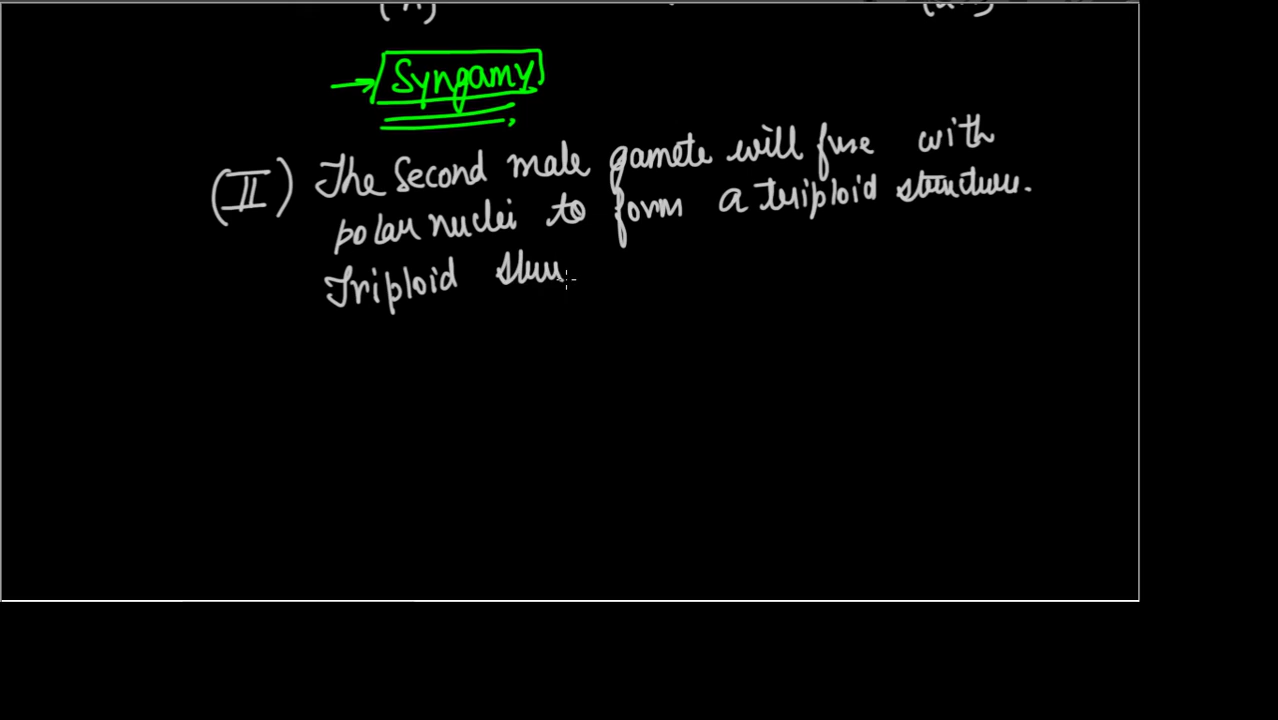 → Syngamy
(II) The Second male gamete will fuse with
polar nuclei to form a triploid structure.
Triploid